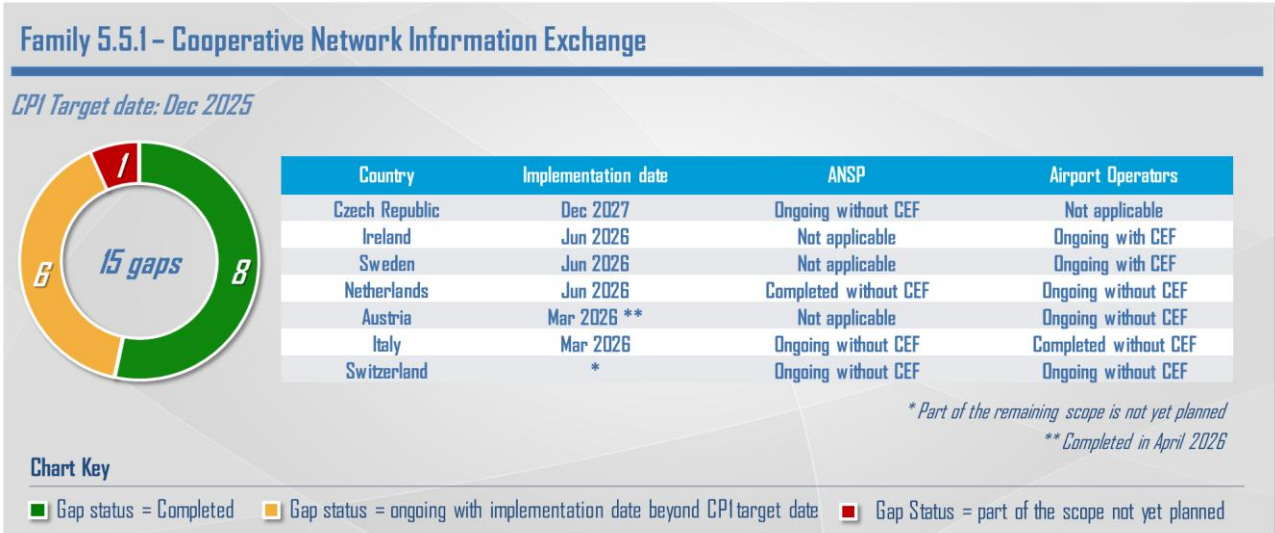 Family 5.5.1 – Cooperative Network Information Exchange
CP1 Target date: Dec 2025
1
6
15 gaps
8
Country Implementation date ANSP Airport Operators
Czech Republic Dec 2027 Ongoing without CEF Not applicable
Ireland Jun 2026 Not applicable Ongoing with CEF
Sweden Jun 2026 Not applicable Ongoing with CEF
Netherlands Jun 2026 Completed without CEF Ongoing without CEF
Austria Mar 2026 ** Not applicable Ongoing without CEF
Italy Mar 2026 Ongoing without CEF Completed without CEF
Switzerland * Ongoing without CEF Ongoing without CEF
* Part of the remaining scope is not yet planned
** Completed in April 2026
Chart Key
Gap status = Completed Gap status = ongoing with implementation date beyond CP1 target date Gap Status = part of the scope not yet planned